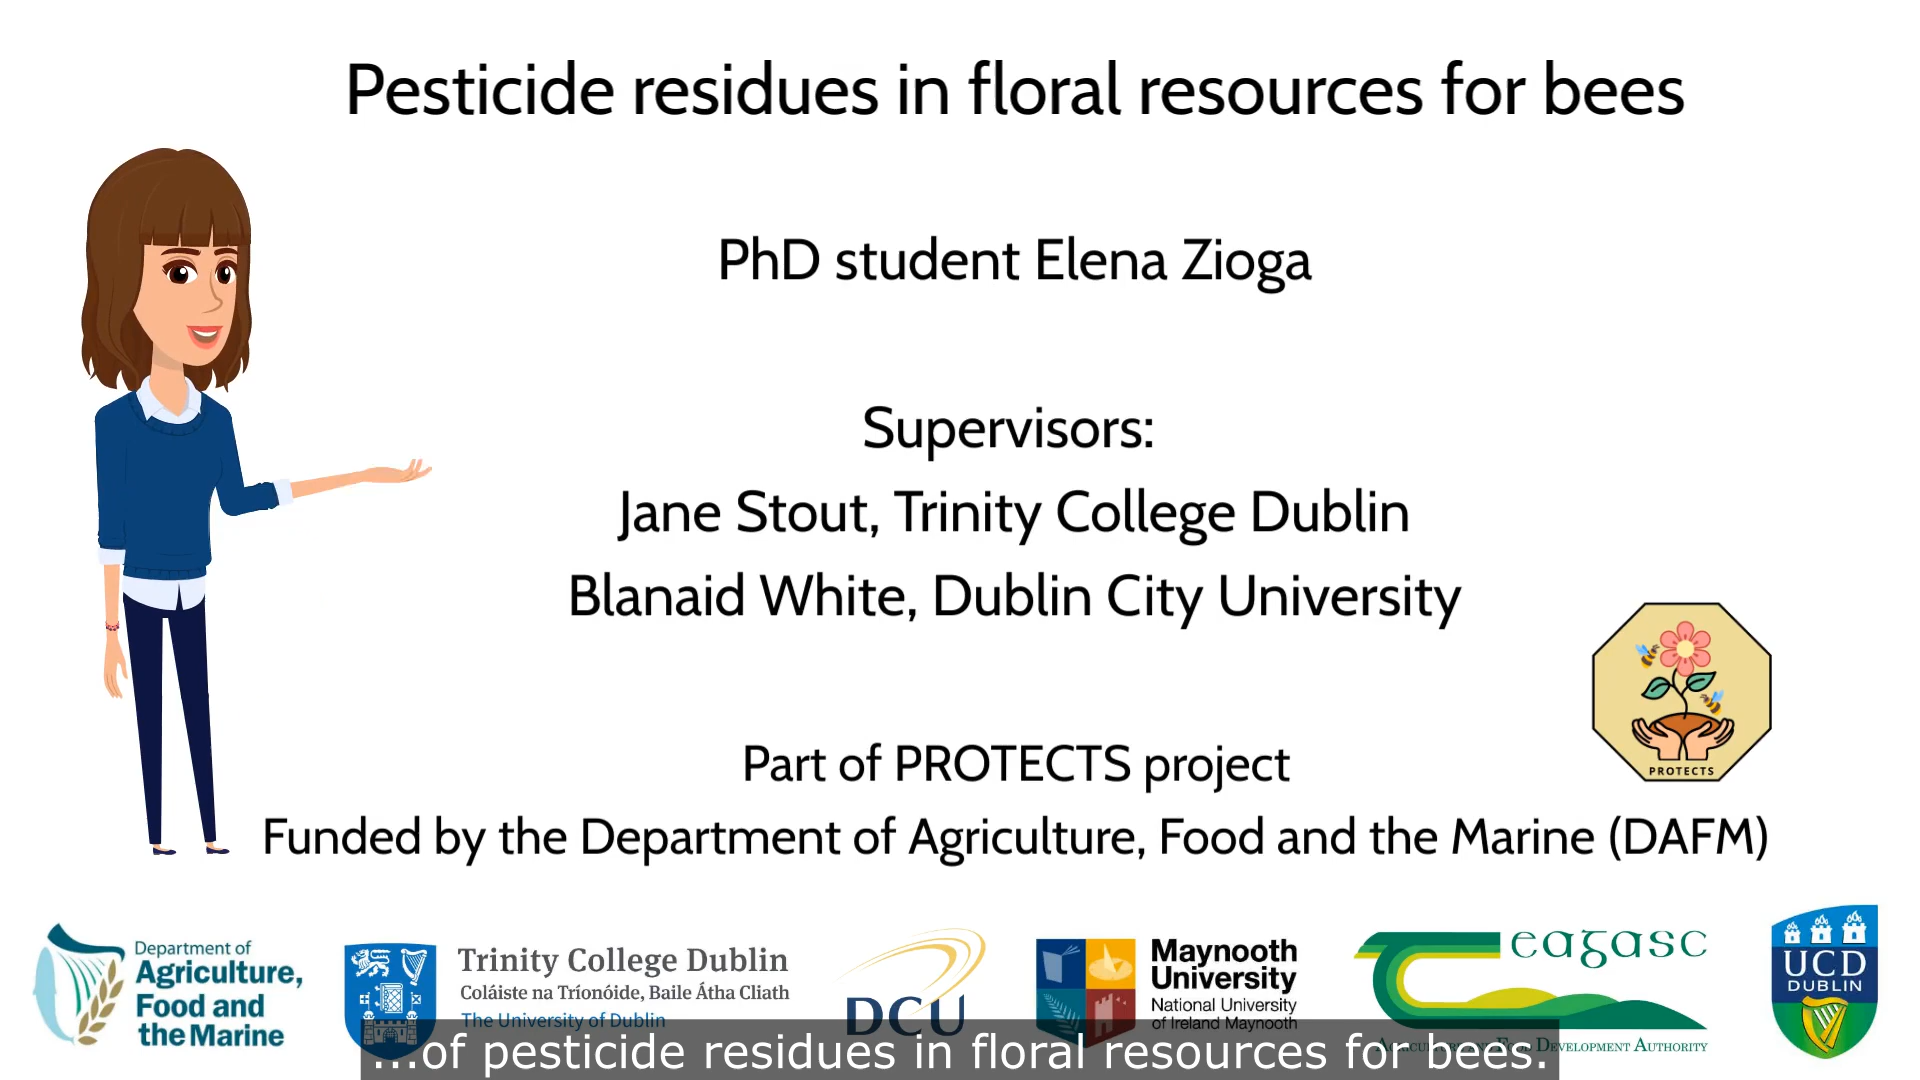 Pesticide residues in floral resources for bees
PhD student Elena Zioga
Supervisors:
Jane Stout, Trinity College Dublin
Blanaid White, Dublin City University
PROTECTS
Part of PROTECTS project
Funded by the Department of Agriculture, Food and the Marine (DAFM)
Department of
Agriculture,
Food and
the Marine
Trinity College Dublin
Coláiste na Tríonóide, Baile Átha Cliath
The University of Dublin
DCU
Maynooth
University
National University
of Ireland Maynooth
eagasc
Development Authority
UCD
DUBLIN
...of pesticide residues in floral resources for bees.